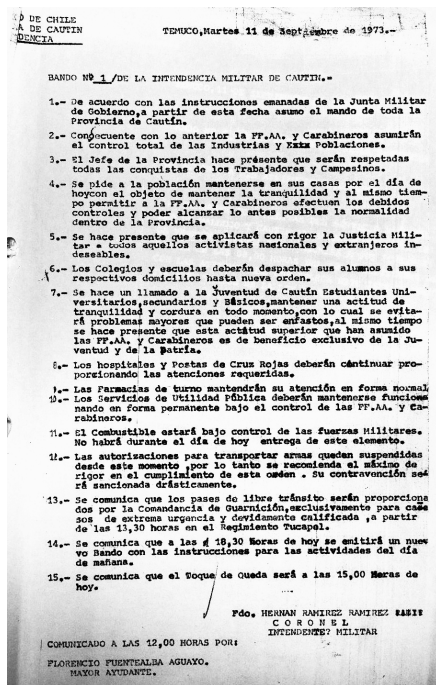 DE CHILE
DE CAUTIN
DENCIA
TEMUCO,Martes 11 de Septiembre de 1973.-
BANDO Nº 1 /DE LA INTENDENCIA MILITAR DE CAUTIN.-
1.- De acuerdo con las instrucciones emanadas de la Junta Militar
de Gobierno,a partir de esta fecha asumo el mando de toda la
Provincia de Cautín.
2.- Consecuente con lo anterior la FF.AA. y Carabineros asumirán
el control total de las Industrias y Poblaciones.
3.- El Jefe de la Provincia hace presente que serán respetadas
todas las conquistas de los Trabajadores y Campesinos.
4.- Se pide a la población mantenerse en sus casas por el día de
hoycon el objeto de mantener la tranquilidad y al mismo tiem-
po permitir a la FF.AA. y Carabineros efectuen los debidos
controles y poder alcanzar lo antes posibles la normalidad
dentro de la Provincia.
5.- Se hace presente que se aplicará con rigor la Justicia Mili-
tar a todos aquellos activistas nacionales y extranjeros in-
deseables.
6.- Los Colegios y escuelas deberán despachar sus alumnos a sus
respectivos domicilios hasta nueva orden.
7.- Se hace un llamado a la Juventud de Cautín Estudiantes Uni-
versitarios,secundarios y Básicos,mantener una actitud de
tranquilidad y cordura en todo momento,con lo cual se evita-
rá problemas mayores que pueden ser enfastos,al mismo tiempo
se hace presente que esta actitud superior que han asumido
las FF.AA. y Carabineros es de beneficio exclusivo de la Ju-
ventud y de la Patria.
8.- Los hospitales y Postas de Cruz Rojas deberán continuar pro-
porcionando las atenciones requeridas.
9.- Las Farmacias de turno mantendrán su atención en forma normal
10.- Los Servicios de Utilidad Pública deberán mantenerse funcio
nando en forma permanente bajo el control de las FF.AA. y Ca-
rabineros.
11.- El Combustible estará bajo control de las fuerzas Militares.
No habrá durante el día de hoy entrega de este elemento.
12.- Las autorizaciones para transportar armas queden suspendidas
desde este momento ,por lo tanto se recomienda el máximo de
rigor en el cumplimiento de esta orden . Su contravención se
rá sancionada drásticamente.
13.- Se comunica que los pases de libre tránsito serán proporciona
dos por la Comandancia de Guarnición,exclusivamente para ca
sos de extrema urgencia y devidamente calificada ,a partir
de las 13,30 horas en el Regimiento Tucapel.
14.- Se comunica que a las 18,30 Horas de hoy se emitirá un nue
vo Bando con las instrucciones para las actividades del día
de mañana.
15.- Se comunica que el Toque de Queda será a las 15,00 Horas de
hoy.
Fdo. HERNAN RAMIREZ RAMIREZ
C O R O N E L
INTENDENTE? MILITAR
COMUNICADO A LAS 12,00 HORAS POR:
FLORENCIO FUENTEALBA AGUAYO.
MAYOR AYUDANTE.